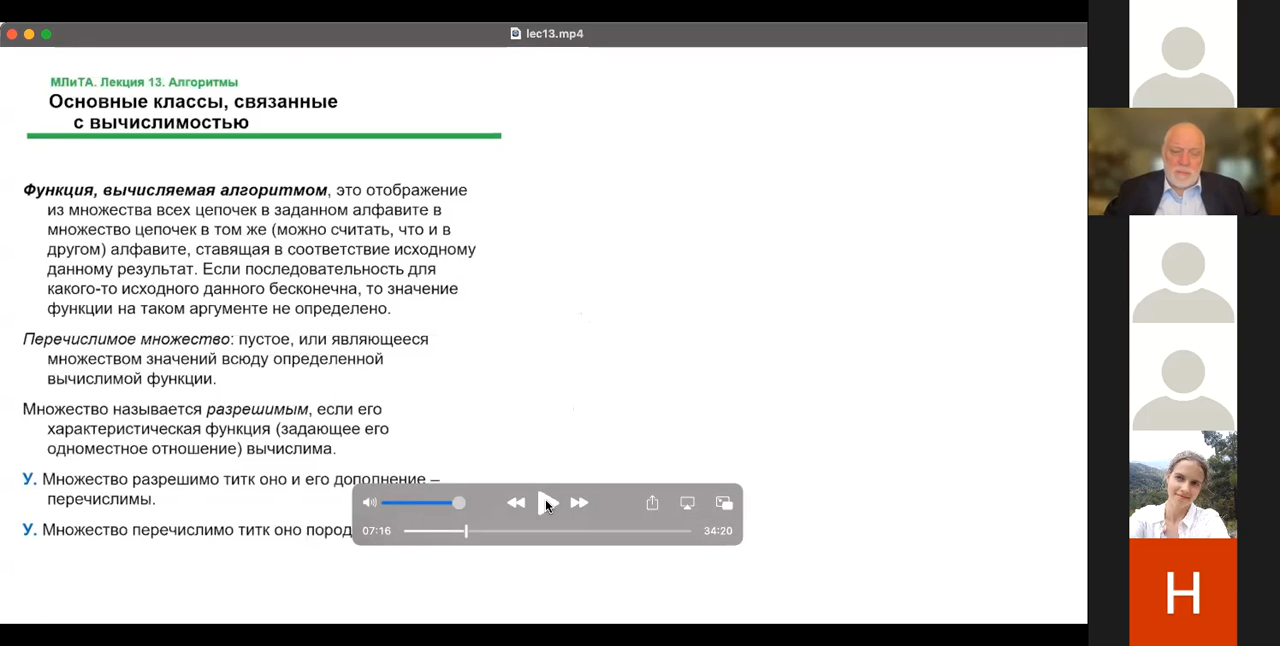 lec13.mp4
МЛиТА. Лекция 13. Алгоритмы
Основные классы, связанные
с вычислимостью
Функция, вычисляемая алгоритмом, это отображение
из множества всех цепочек в заданном алфавите в
множество цепочек в том же (можно считать, что и в
другом) алфавите, ставящая в соответствие исходному
данному результат. Если последовательность для
какого-то исходного данного бесконечна, то значение
функции на таком аргументе не определено.
Перечислимое множество: пустое, или являющееся
множеством значений всюду определенной
вычислимой функции.
Множество называется разрешимым, если его
характеристическая функция (задающее его
одноместное отношение) вычислима.
У. Множество разрешимо титк оно и его дополнение –
перечислимы.
У. Множество перечислимо титк оно пород
07:16
34:20
H